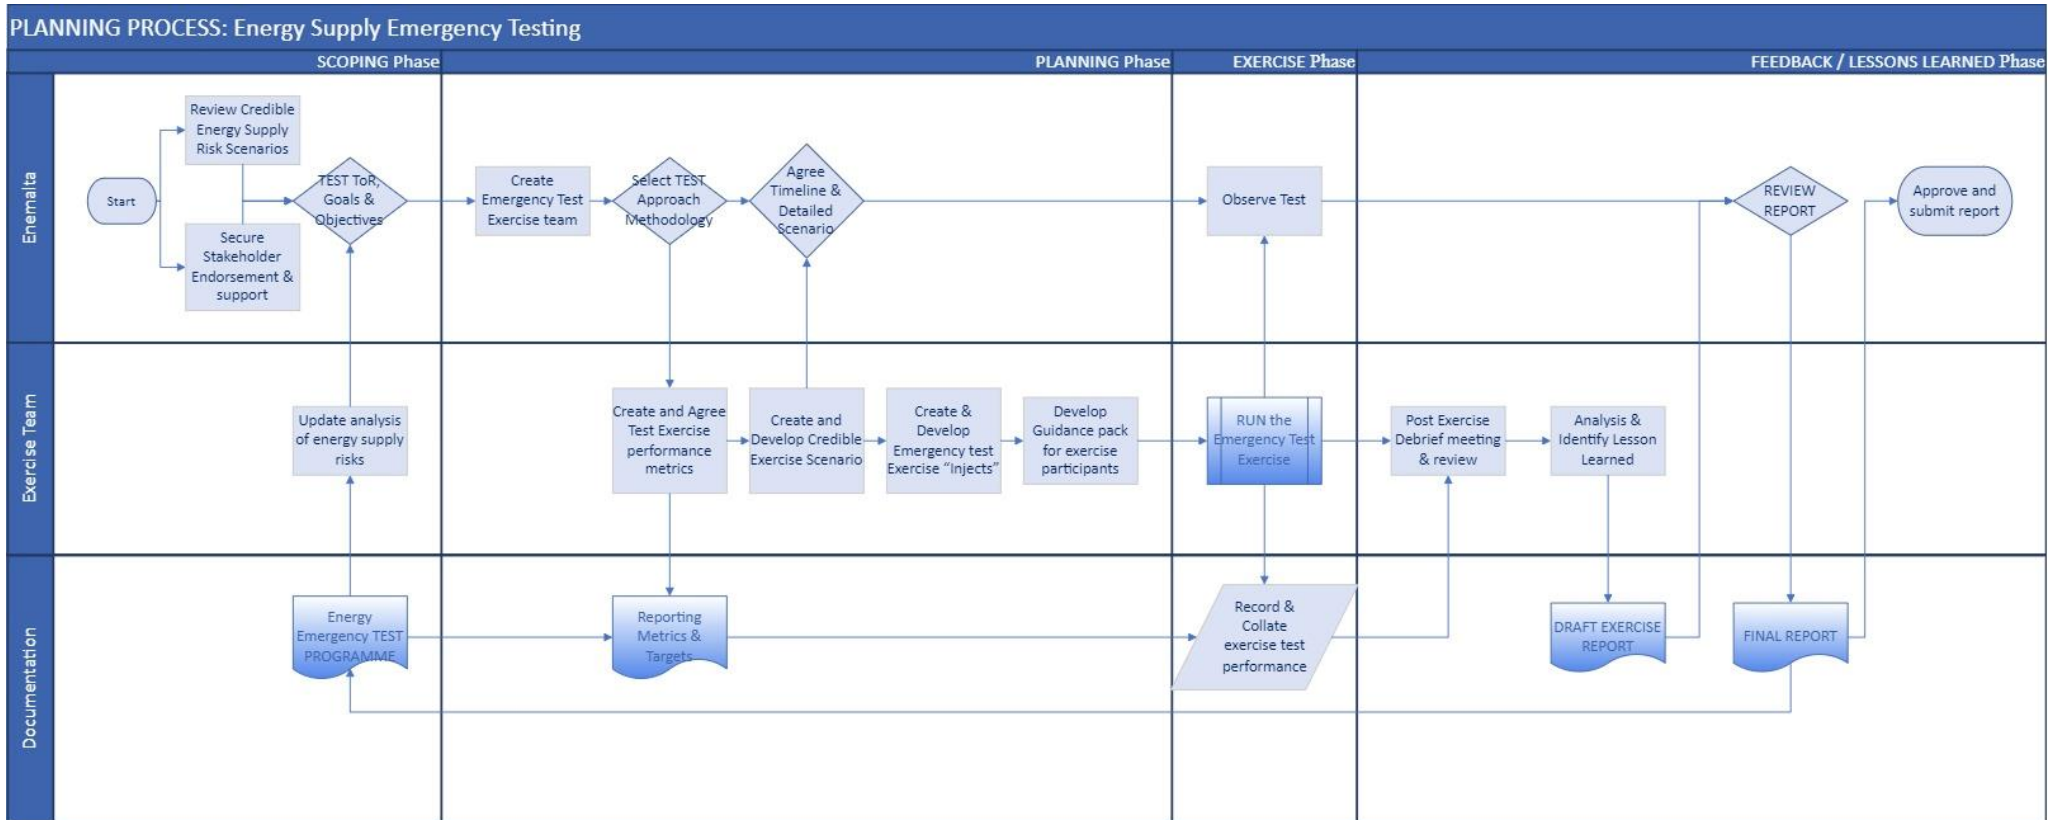 PLANNING PROCESS: Energy Supply Emergency Testing
SCOPING Phase
PLANNING Phase
EXERCISE Phase
FEEDBACK / LESSONS LEARNED Phase
Enemalta
Start
Review Credible
Energy Supply
Risk Scenarios
Secure
Stakeholder
Endorsement &
support
TEST ToR,
Goals &
Objectives
Create
Emergency Test
Exercise team
Select TEST
Approach
Methodology
Agree
Timeline &
Detailed
Scenario
Observe Test
REVIEW
REPORT
Approve and
submit report
Exercise Team
Update analysis
of energy supply
risks
Create and Agree
Test Exercise
performance
metrics
Create and
Develop Credible
Exercise Scenario
Create &
Develop
Emergency test
Exercise “Injects”
Develop
Guidance pack
for exercise
participants
RUN the
Emergency Test
Exercise
Post Exercise
Debrief meeting
& review
Analysis &
Identify Lesson
Learned
Documentation
Energy
Emergency TEST
PROGRAMME
Reporting
Metrics &
Targets
Record &
Collate
exercise test
performance
DRAFT EXERCISE
REPORT
FINAL REPORT